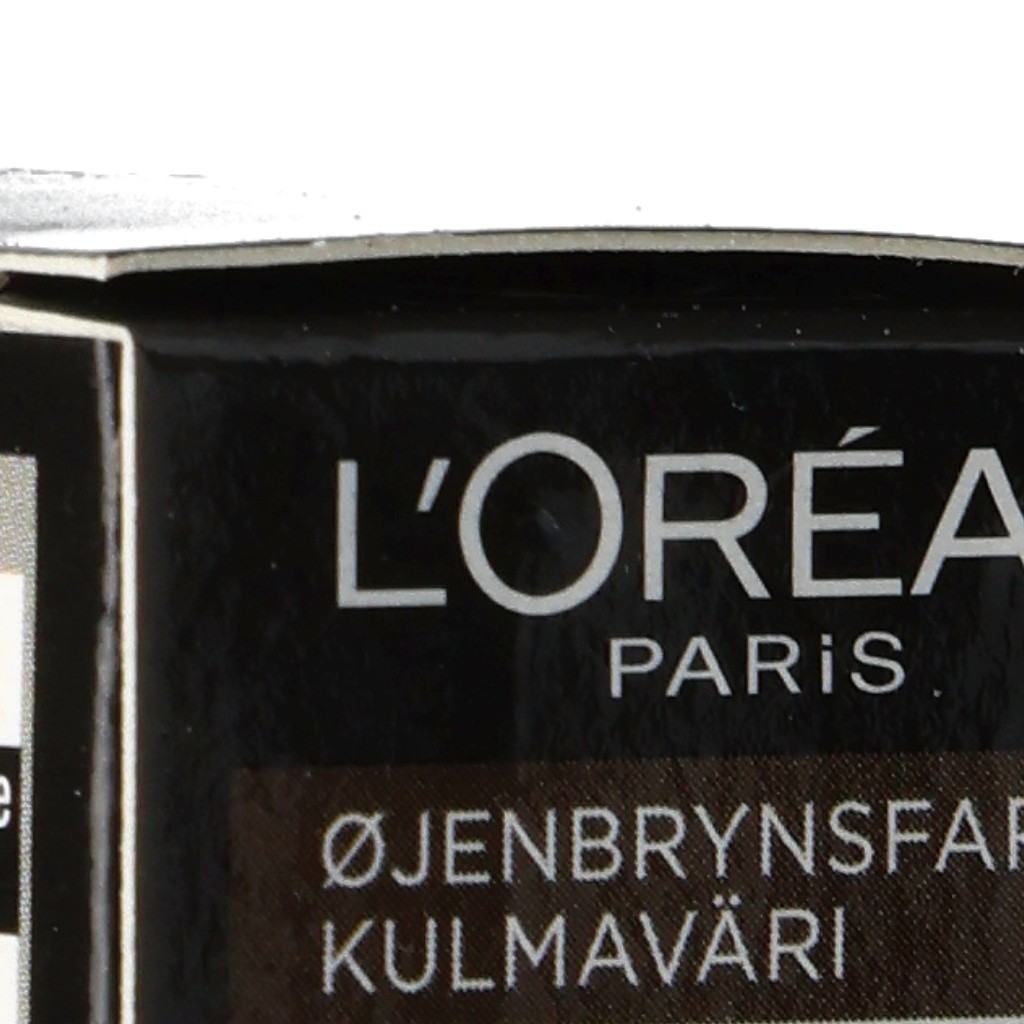 L'ORÉA
PARiS
ØJENBRYNSFAR
KULMAVÄRI
e